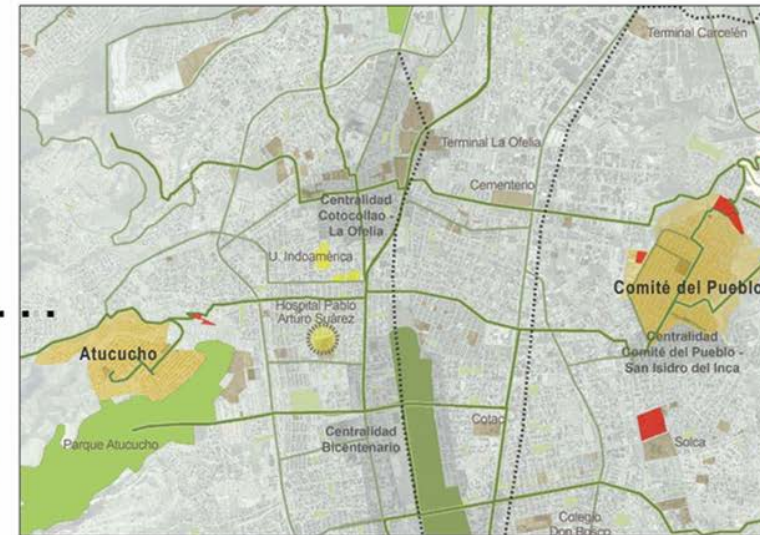 Terminal Carcelén
Terminal La Ofelia
Cementerio
Centralidad
Cotocollao -
La Ofelia
U. Indoamérica
Comité del Pueblo
Hospital Pablo
Arturo Suárez
Atucucho
Centralidad
Comité del Pueblo -
San Isidro del Inca
Parque Atucucho
Centralidad
Bicentenario
Cotac
Solca
Colegio
Don Bosco